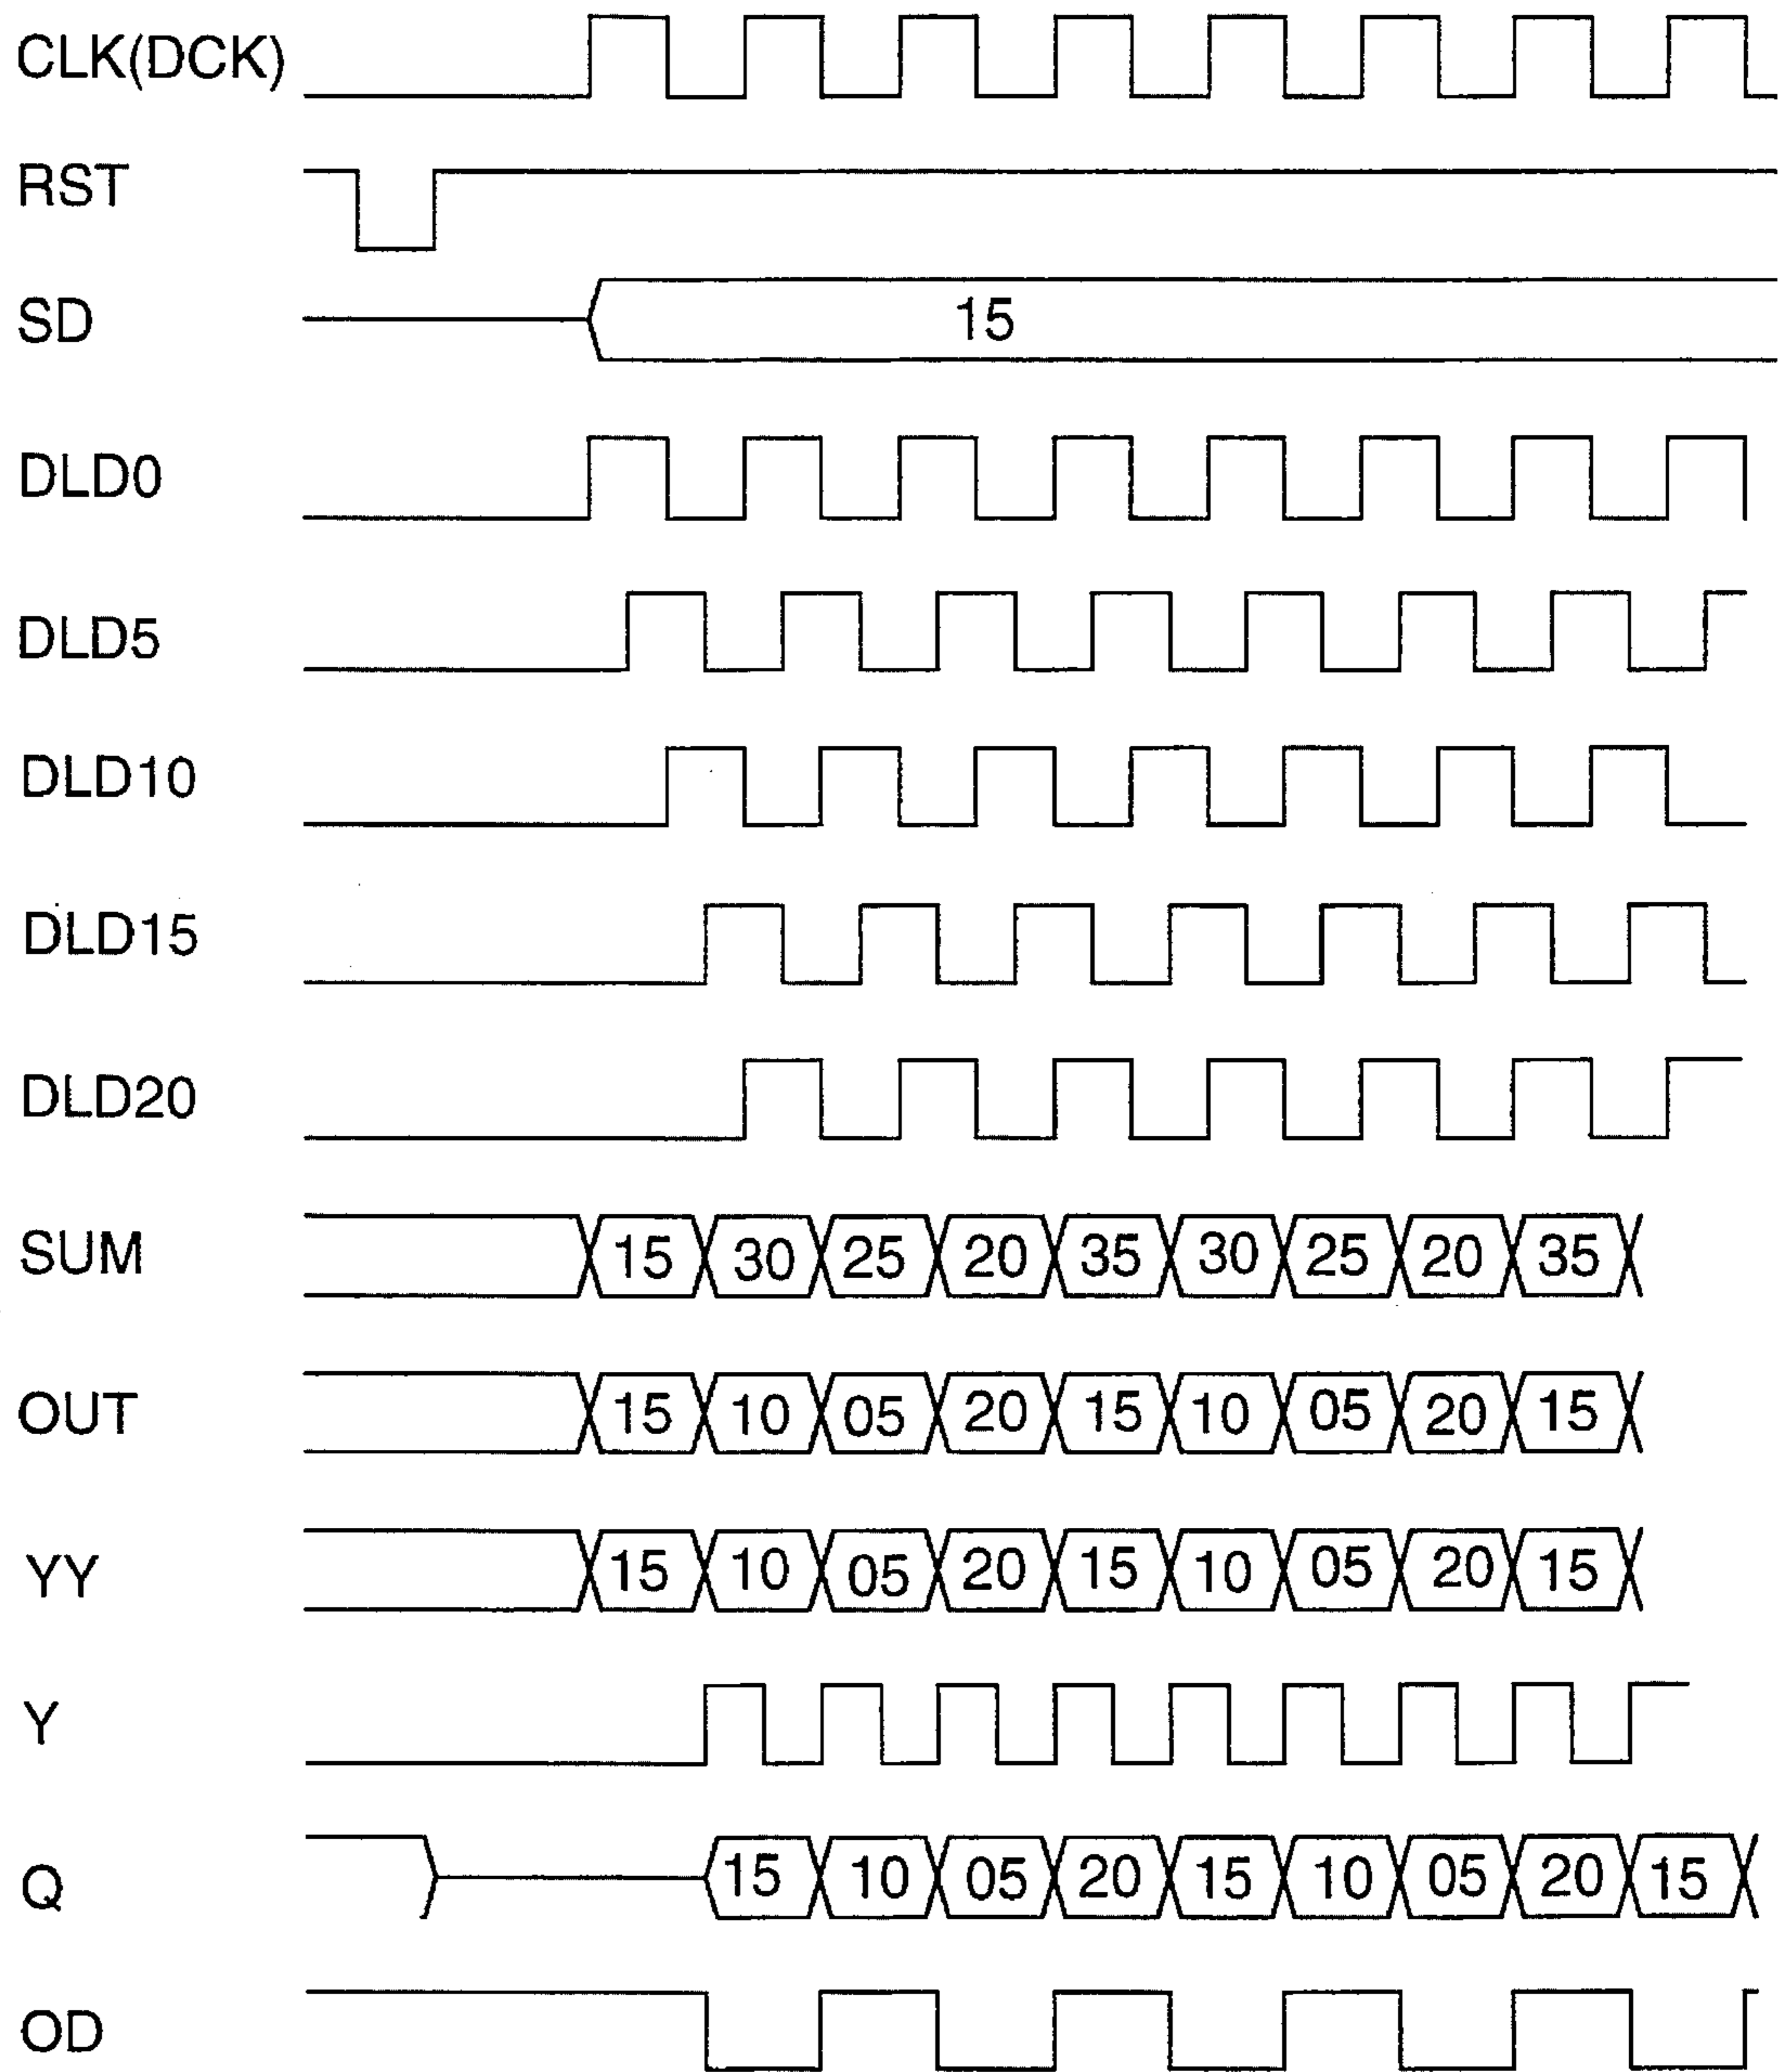 CLK(DCK)
RST
SD 15
DLD0
DLD5
DLD10
DLD15
DLD20
SUM 15 30 25 20 35 30 25 20 35
OUT 15 10 05 20 15 10 05 20 15
YY 15 10 05 20 15 10 05 20 15
Y
Q 15 10 05 20 15 10 05 20 15
OD